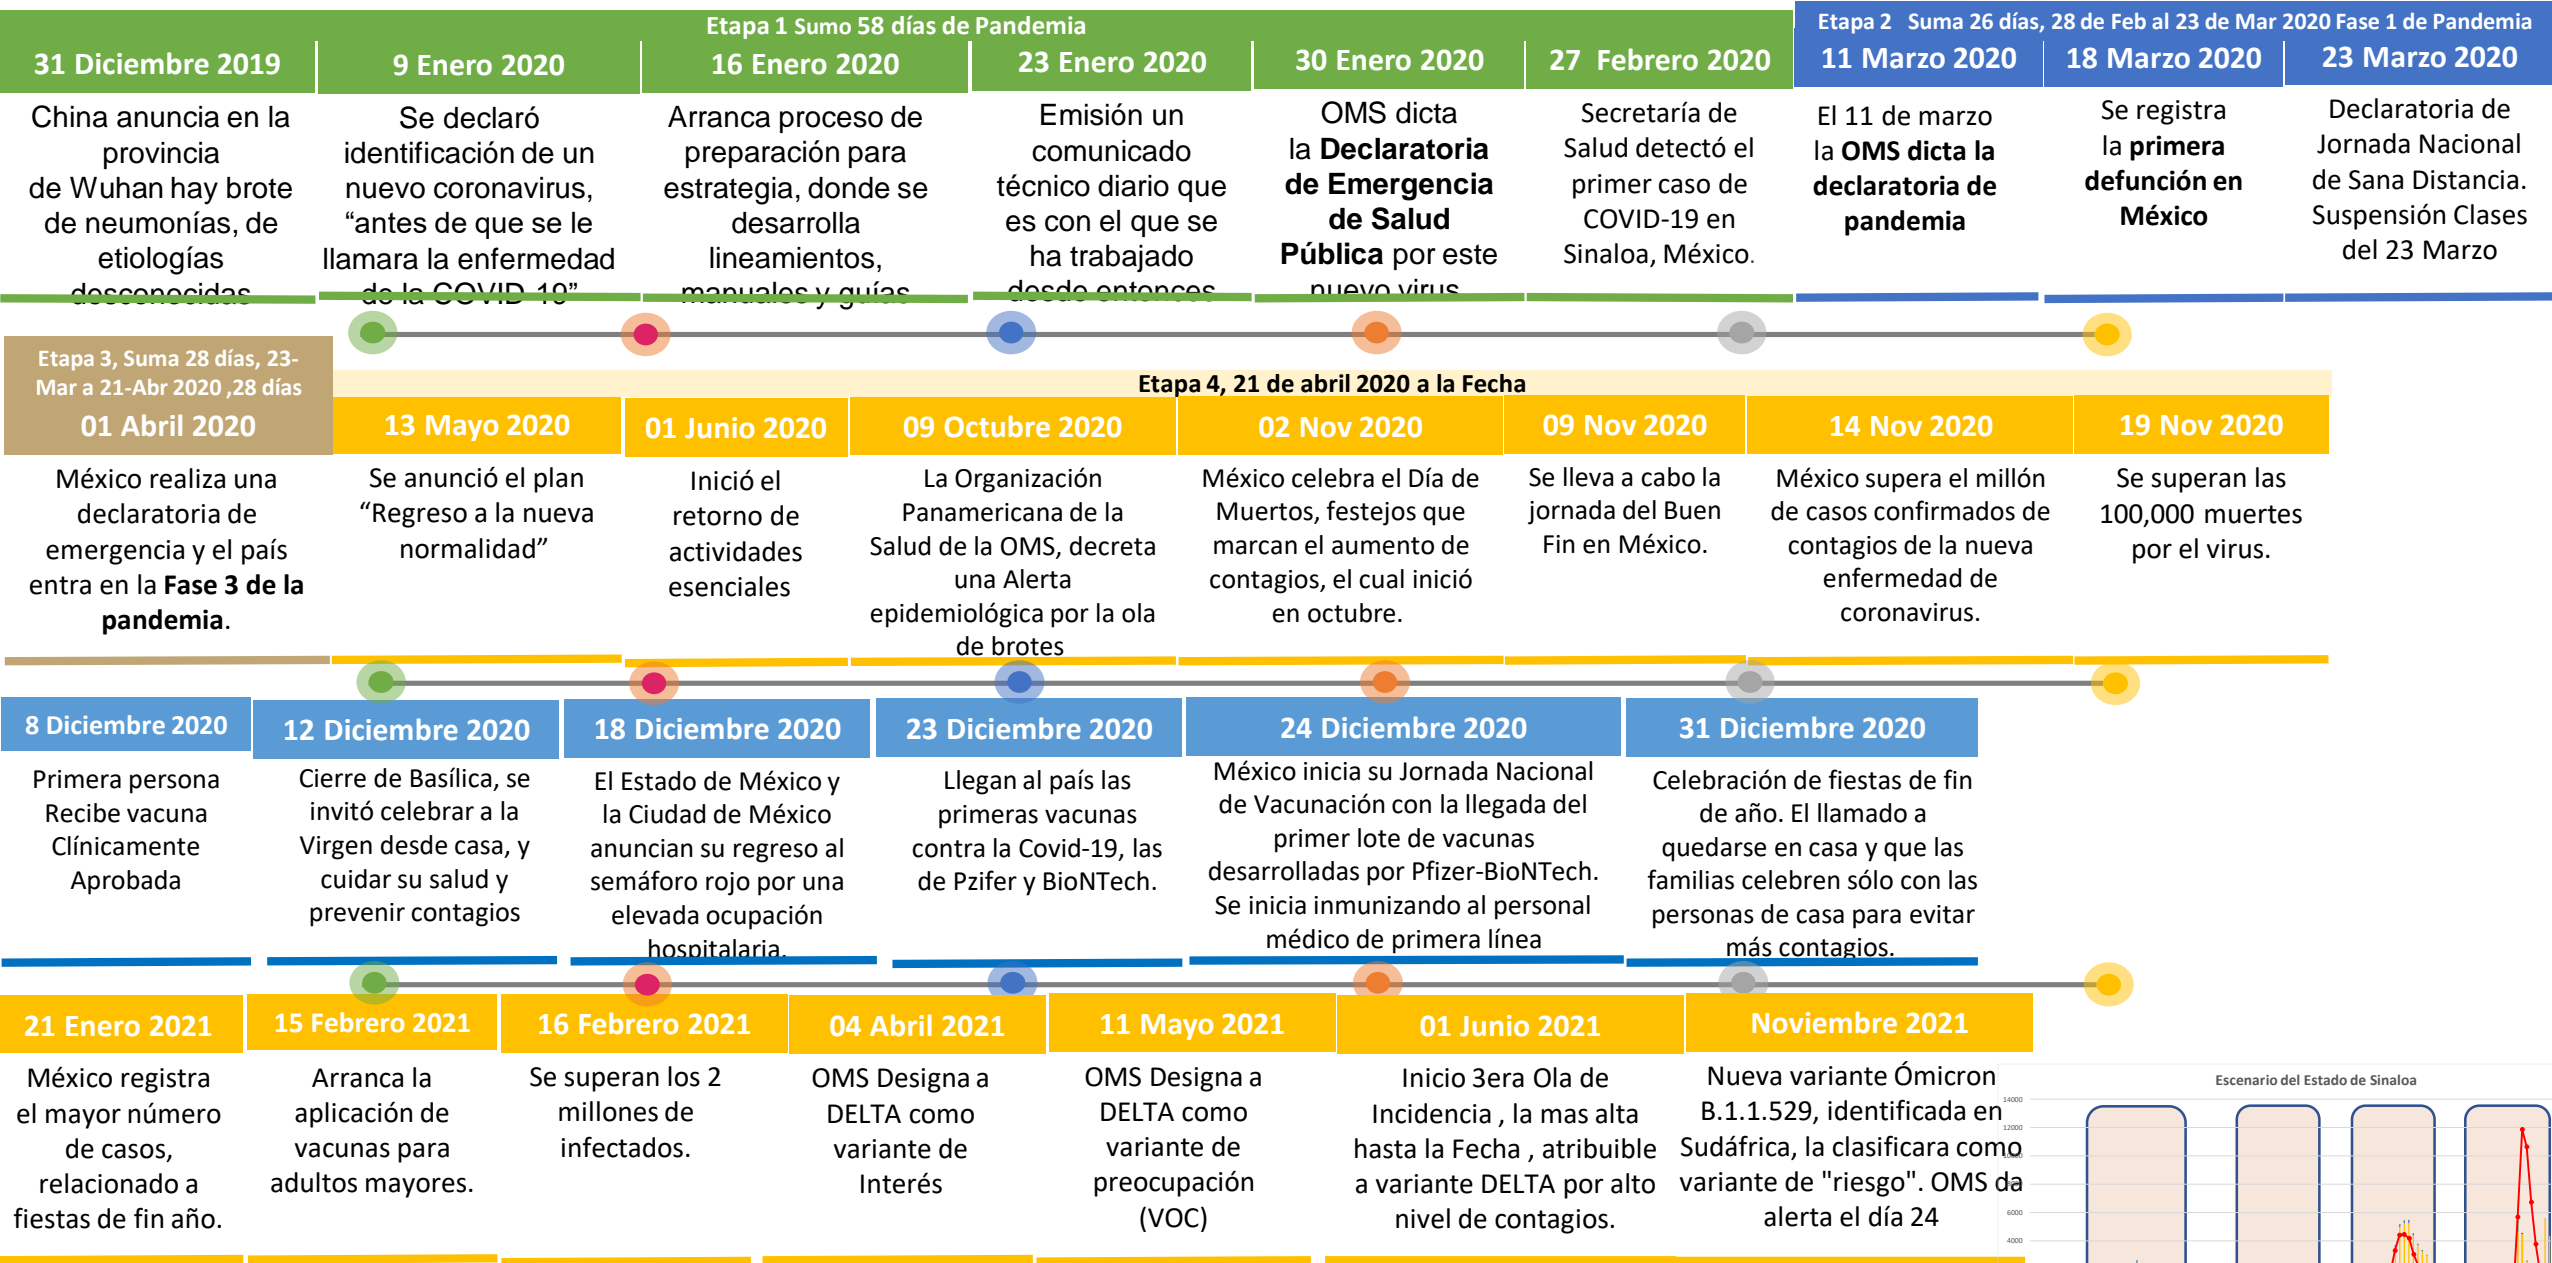 Etapa 1 Sumo 58 días de Pandemia
Etapa 2 Suma 26 días, 28 de Feb al 23 de Mar 2020 Fase 1 de Pandemia
31 Diciembre 2019
China anuncia en la
provincia
de Wuhan hay brote
de neumonías, de
etiologías
desconocidas
9 Enero 2020
Se declaró
identificación de un
nuevo coronavirus,
“antes de que se le
llamara la enfermedad
de la COVID-19”
16 Enero 2020
Arranca proceso de
preparación para
estrategia, donde se
desarrolla
lineamientos,
manuales y guías
23 Enero 2020
Emisión un
comunicado
técnico diario que
es con el que se
ha trabajado
desde entonces
30 Enero 2020
OMS dicta
la Declaratoria
de Emergencia
de Salud
Pública por este
nuevo virus
27 Febrero 2020
Secretaría de
Salud detectó el
primer caso de
COVID-19 en
Sinaloa, México.
11 Marzo 2020
El 11 de marzo
la OMS dicta la
declaratoria de
pandemia
18 Marzo 2020
Se registra
la primera
defunción en
México
23 Marzo 2020
Declaratoria de
Jornada Nacional
de Sana Distancia.
Suspensión Clases
del 23 Marzo
Etapa 3, Suma 28 días, 23-
Mar a 21-Abr 2020 ,28 días
01 Abril 2020
México realiza una
declaratoria de
emergencia y el país
entra en la Fase 3 de la
pandemia.
Etapa 4, 21 de abril 2020 a la Fecha
13 Mayo 2020
Se anunció el plan
“Regreso a la nueva
normalidad”
01 Junio 2020
Inició el
retorno de
actividades
esenciales
09 Octubre 2020
La Organización
Panamericana de la
Salud de la OMS, decreta
una Alerta
epidemiológica por la ola
de brotes
02 Nov 2020
México celebra el Día de
Muertos, festejos que
marcan el aumento de
contagios, el cual inició
en octubre.
09 Nov 2020
Se lleva a cabo la
jornada del Buen
Fin en México.
14 Nov 2020
México supera el millón
de casos confirmados de
contagios de la nueva
enfermedad de
coronavirus.
19 Nov 2020
Se superan las
100,000 muertes
por el virus.
8 Diciembre 2020
Primera persona
Recibe vacuna
Clínicamente
Aprobada
12 Diciembre 2020
Cierre de Basílica, se
invitó celebrar a la
Virgen desde casa, y
cuidar su salud y
prevenir contagios
18 Diciembre 2020
El Estado de México y
la Ciudad de México
anuncian su regreso al
semáforo rojo por una
elevada ocupación
hospitalaria.
23 Diciembre 2020
Llegan al país las
primeras vacunas
contra la Covid-19, las
de Pzifer y BioNTech.
24 Diciembre 2020
México inicia su Jornada Nacional
de Vacunación con la llegada del
primer lote de vacunas
desarrolladas por Pfizer-BioNTech.
Se inicia inmunizando al personal
médico de primera línea
31 Diciembre 2020
Celebración de fiestas de fin
de año. El llamado a
quedarse en casa y que las
familias celebren sólo con las
personas de casa para evitar
más contagios.
21 Enero 2021
México registra
el mayor número
de casos,
relacionado a
fiestas de fin año.
15 Febrero 2021
Arranca la
aplicación de
vacunas para
adultos mayores.
16 Febrero 2021
Se superan los 2
millones de
infectados.
04 Abril 2021
OMS Designa a
DELTA como
variante de
Interés
11 Mayo 2021
OMS Designa a
DELTA como
variante de
preocupación
(VOC)
01 Junio 2021
Inicio 3era Ola de
Incidencia , la mas alta
hasta la Fecha , atribuible
a variante DELTA por alto
nivel de contagios.
Noviembre 2021
Nueva variante Ómicron
B.1.1.529, identificada en
Sudáfrica, la clasificara como
variante de "riesgo". OMS da
alerta el día 24
Escenario del Estado de Sinaloa
14000
12000
10000
6000
4000